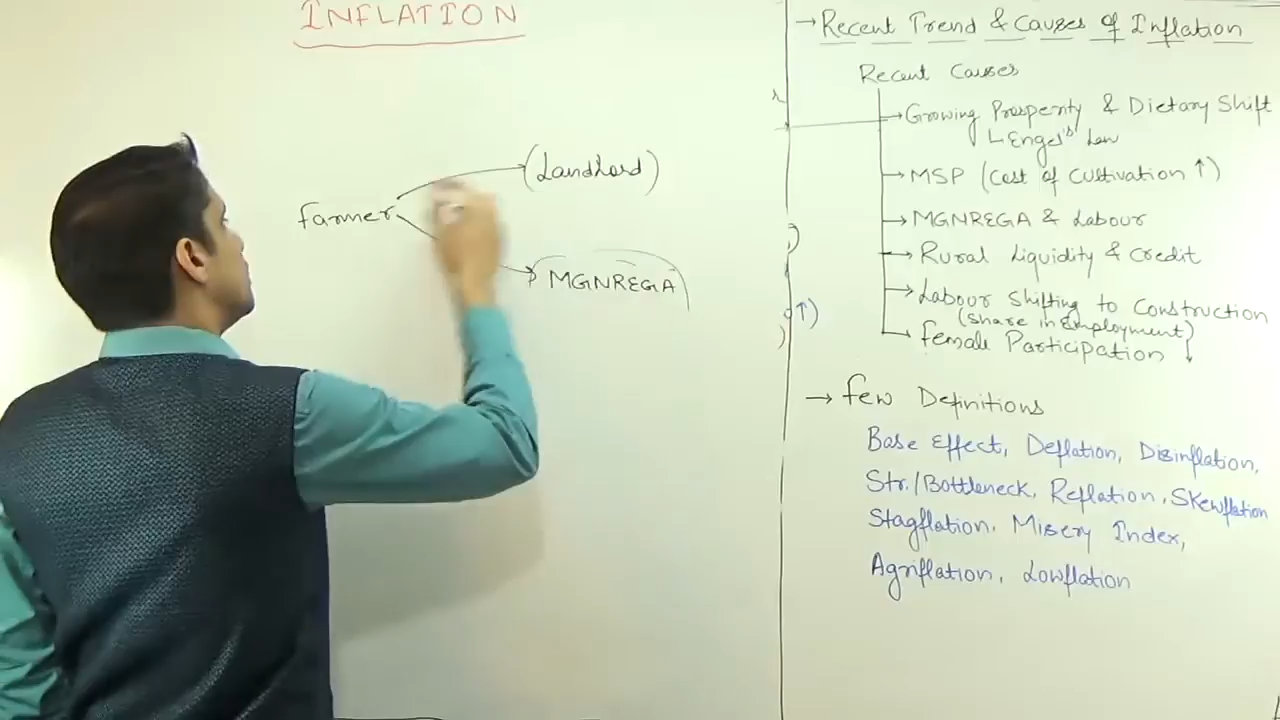 INFLATION
Farmer
(Landlord)
MGNREGA
→ Recent Trend & Causes of Inflation
Recent Causes
→ Growing Prosperity & Dietary Shift
↳ Engel's Law
→ MSP (Cost of Cultivation ↑)
→ MGNREGA & Labour
→ Rural Liquidity & Credit
→ Labour Shifting to Construction
(Share in Employment)
→ Female Participation ↓
→ Few Definitions
Base Effect, Deflation, Disinflation,
Str./Bottleneck, Reflation, Skewflation
Stagflation, Misery Index,
Agriflation, Lowflation
↑)